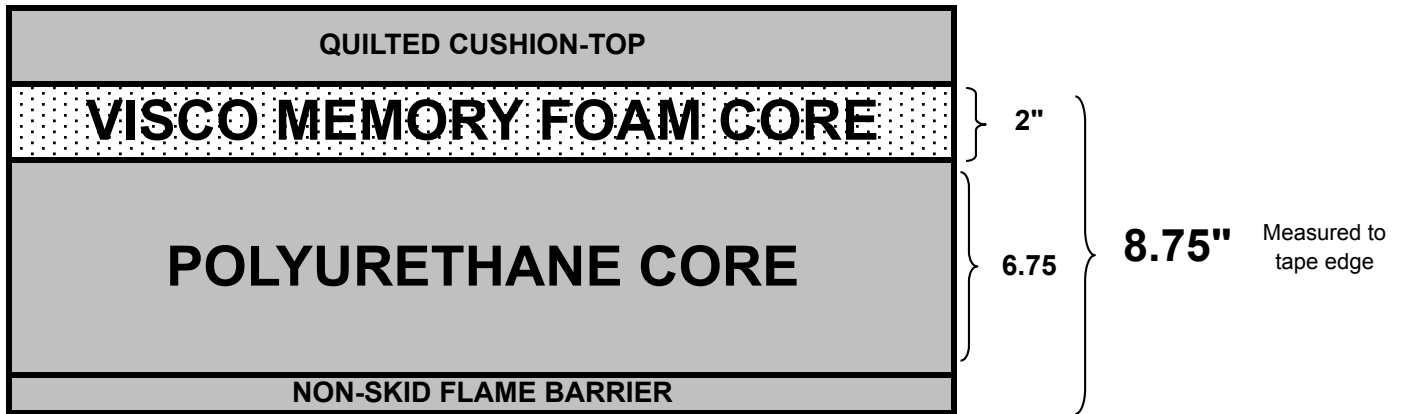 QUILTED CUSHION-TOP
VISCO MEMORY FOAM CORE
2"
POLYURETHANE CORE
6.75
8.75"
Measured to
tape edge
NON-SKID FLAME BARRIER